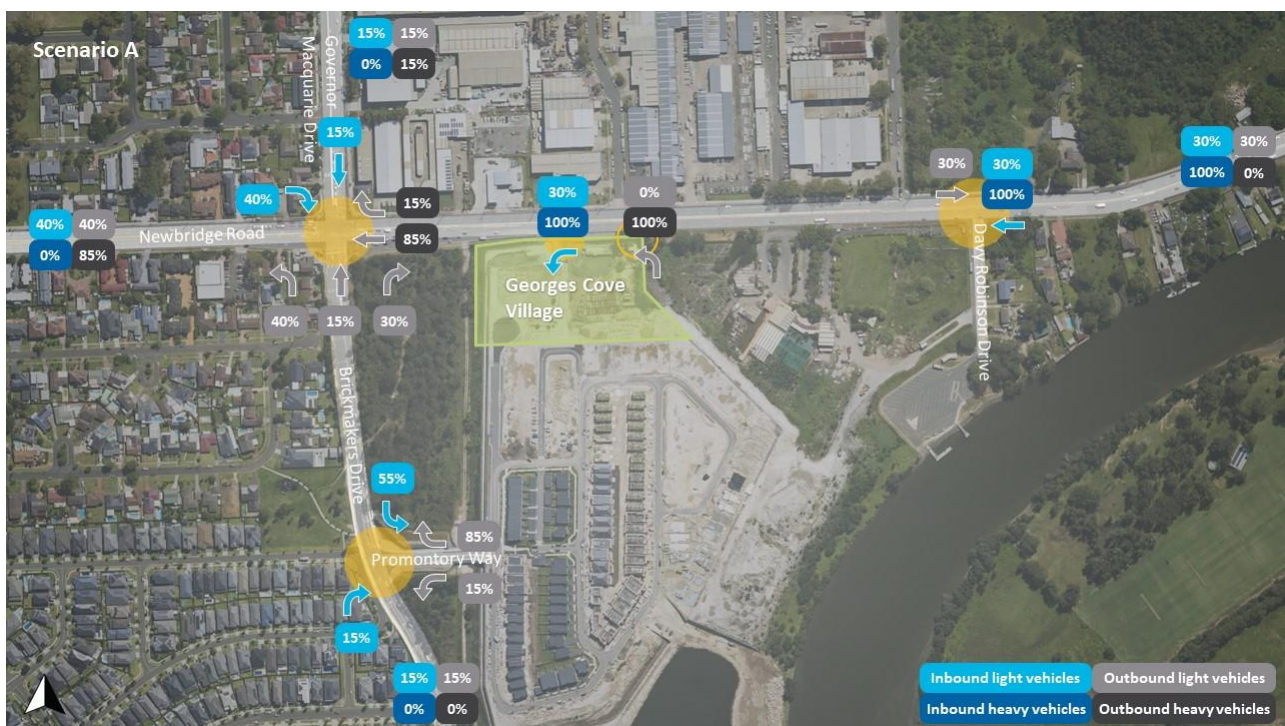 Scenario A
Governor
Macquarie Drive
15% 15%
0% 15%
15%
40%
15%
85%
40% 40%
0% 85%
Newbridge Road
40% 15% 30%
30%
100%
0%
100%
Georges Cove
Village
30% 30%
100%
30% 30%
100% 0%
Davy Robinson Drive
Brickmakers Drive
55%
85%
Promontory Way
15%
15%
15% 15%
0% 0%
Inbound light vehicles Outbound light vehicles
Inbound heavy vehicles Outbound heavy vehicles